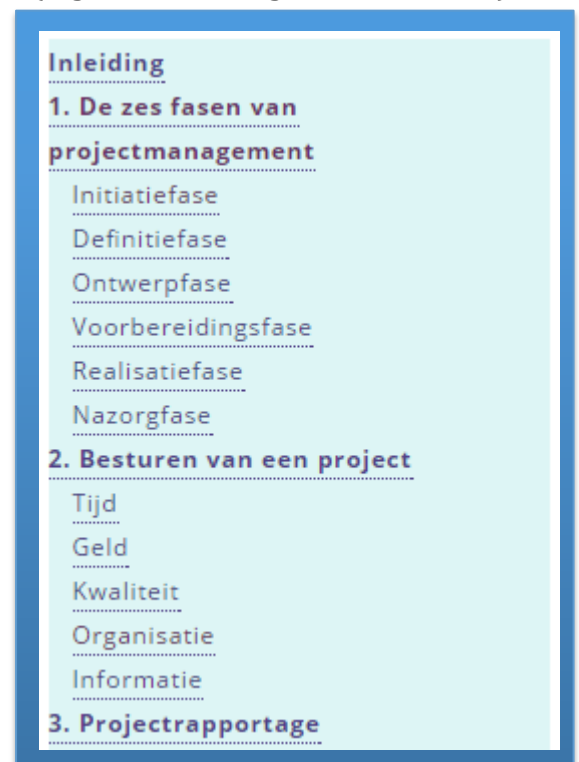 Inleiding
1. De zes fasen van
projectmanagement
Initiatiefase
Definitiefase
Ontwerpfase
Voorbereidingsfase
Realisatiefase
Nazorgfase
2. Besturen van een project
Tijd
Geld
Kwaliteit
Organisatie
Informatie
3. Projectrapportage